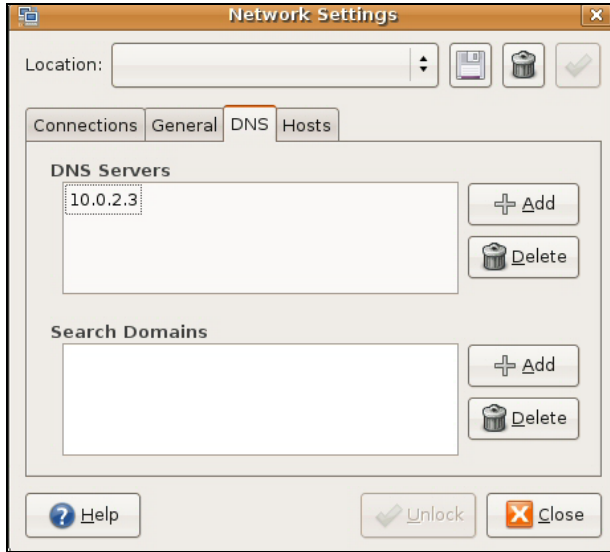 Network Settings
Location:
Connections General DNS Hosts
DNS Servers
10.0.2.3
Add
Delete
Search Domains
Add
Delete
Help Unlock Close